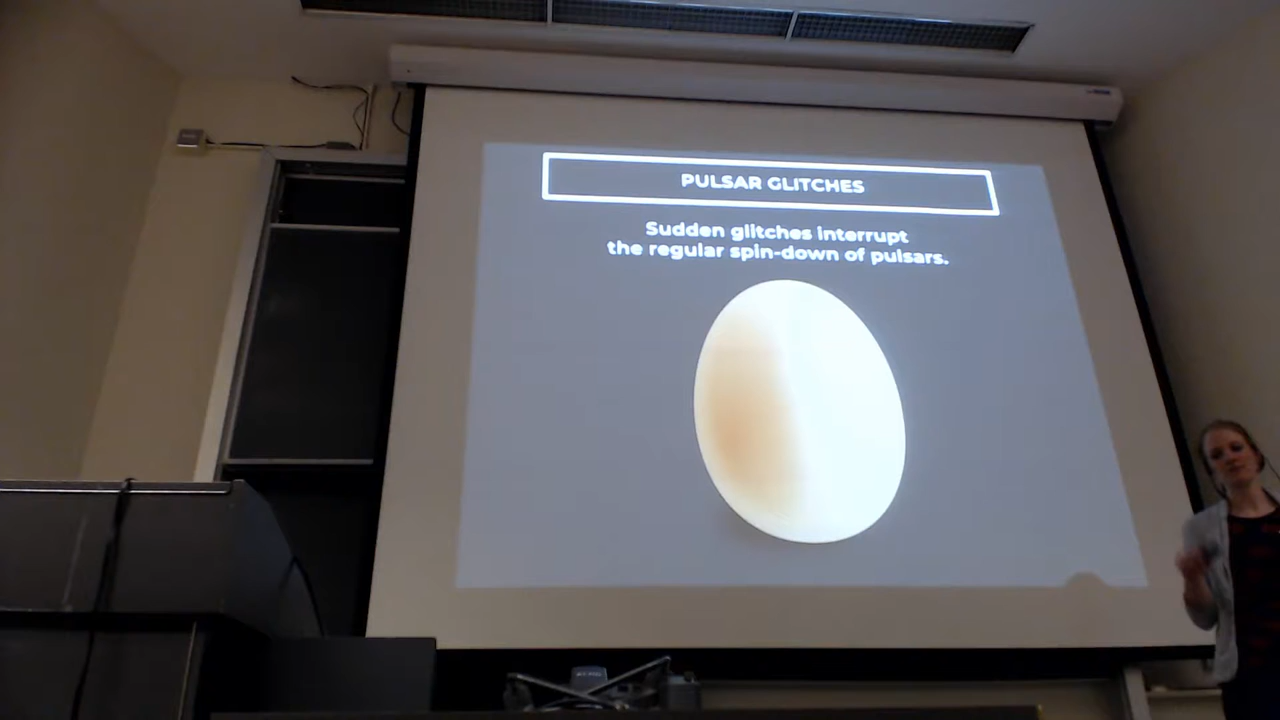 PULSAR GLITCHES
Sudden glitches interrupt
the regular spin-down of pulsars.